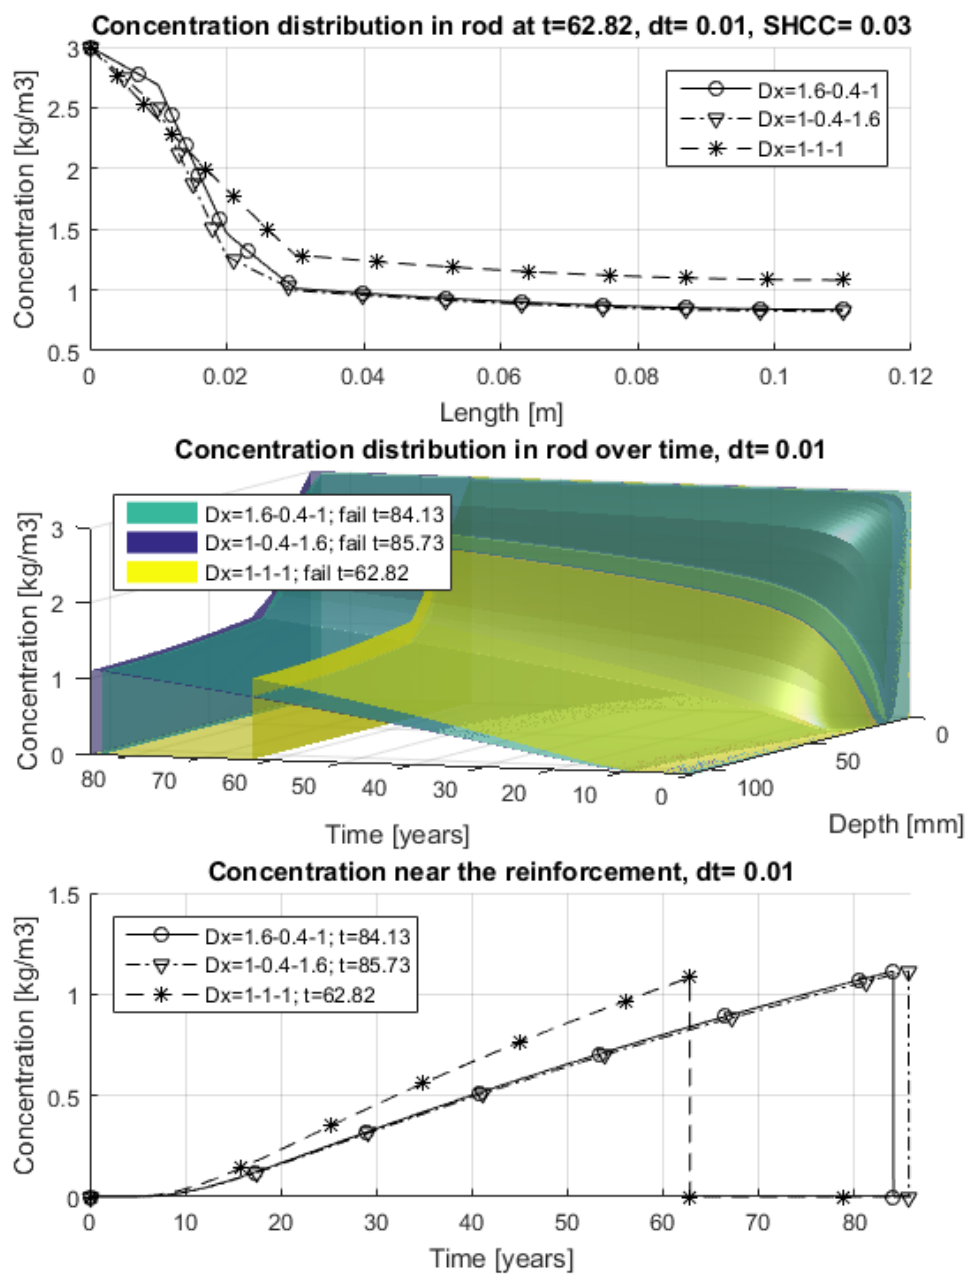 Concentration distribution in rod at t=62.82, dt= 0.01, SHCC= 0.03
Concentration [kg/m3]
3
2.5
2
1.5
1
0.5
Dx=1.6-0.4-1
Dx=1-0.4-1.6
Dx=1-1-1
0 0.02 0.04 0.06 0.08 0.1 0.12
Length [m]
Concentration distribution in rod over time, dt= 0.01
Concentration [kg/m3]
3
2
1
0
Dx=1.6-0.4-1; fail t=84.13
Dx=1-0.4-1.6; fail t=85.73
Dx=1-1-1; fail t=62.82
80 70 60 50 40 30 20 10 0
100 50 0
Time [years]
Depth [mm]
Concentration near the reinforcement, dt= 0.01
Concentration [kg/m3]
1.5
1
0.5
0
Dx=1.6-0.4-1; t=84.13
Dx=1-0.4-1.6; t=85.73
Dx=1-1-1; t=62.82
0 10 20 30 40 50 60 70 80
Time [years]